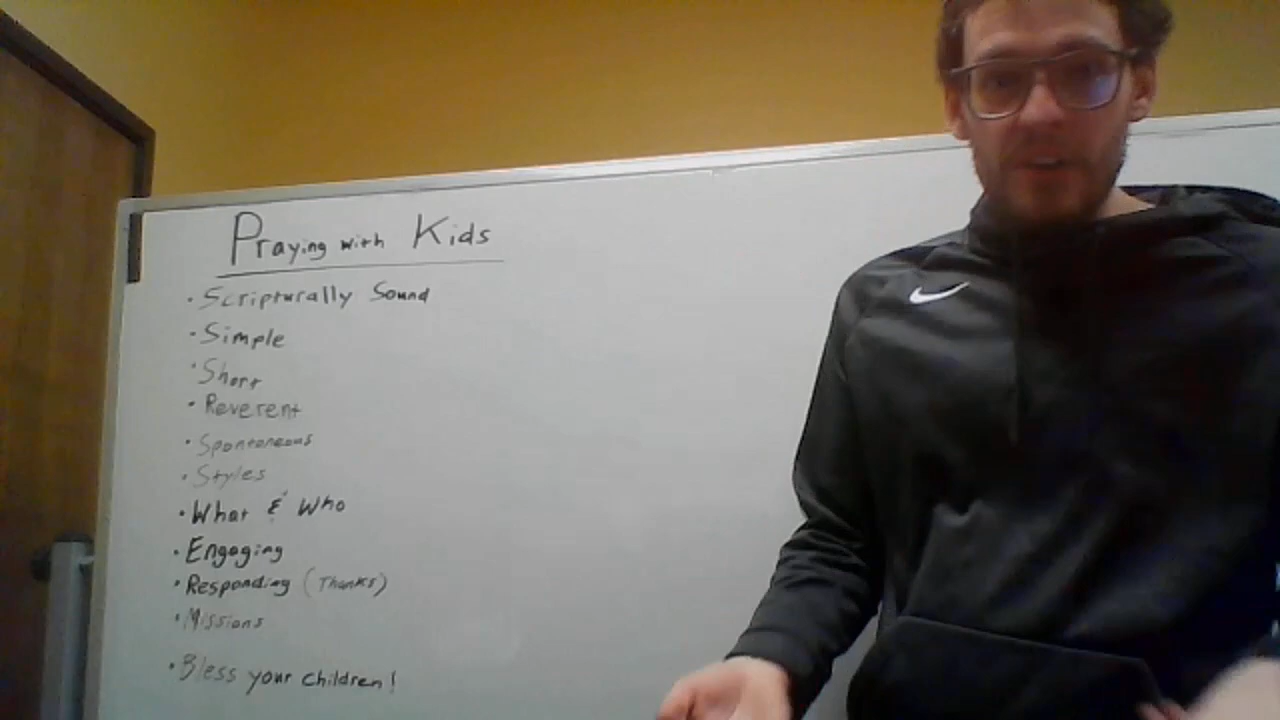 Praying with Kids
• Scripturally Sound
• Simple
• Short
• Reverent
• Spontaneous
• Styles
• What & Who
• Engaging
• Responding (Thanks)
• Missions
• Bless your children!